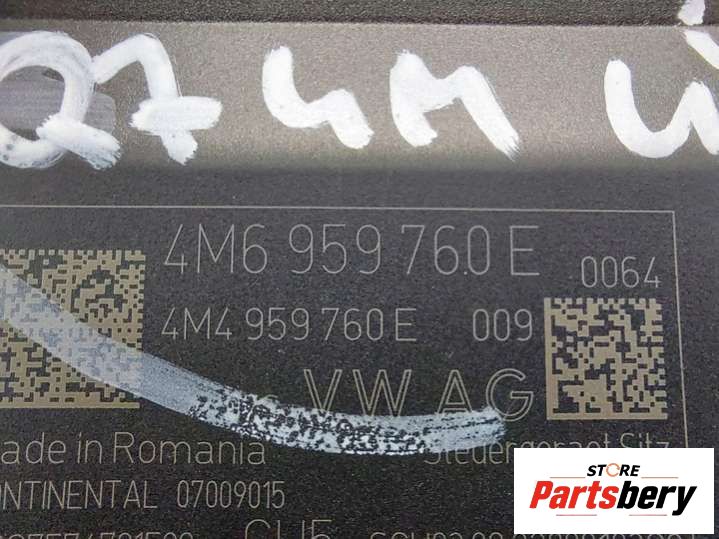 Q7 4M
4M6 959 760 E 0064
4M4 959 760 E 009
VW AG
ade in Romania Steuergeraet Sitz
ONTINENTAL 07009015
STORE
Partsbery